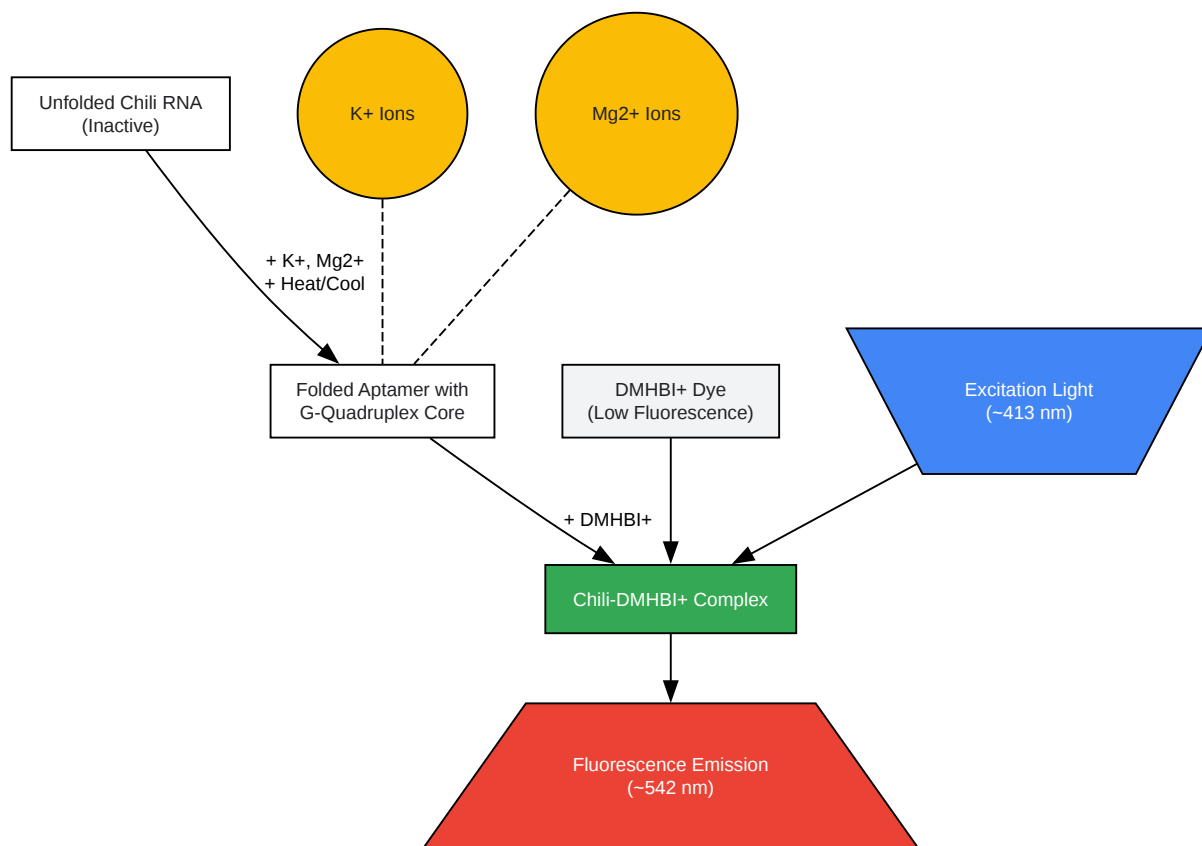 Unfolded Chili RNA
(Inactive)
K+ Ions
Mg2+ Ions
+ K+, Mg2+
+ Heat/Cool
Folded Aptamer with
G-Quadruplex Core
DMHBI+ Dye
(Low Fluorescence)
Excitation Light
(~413 nm)
+ DMHBI+
Chili-DMHBI+ Complex
Fluorescence Emission
(~542 nm)